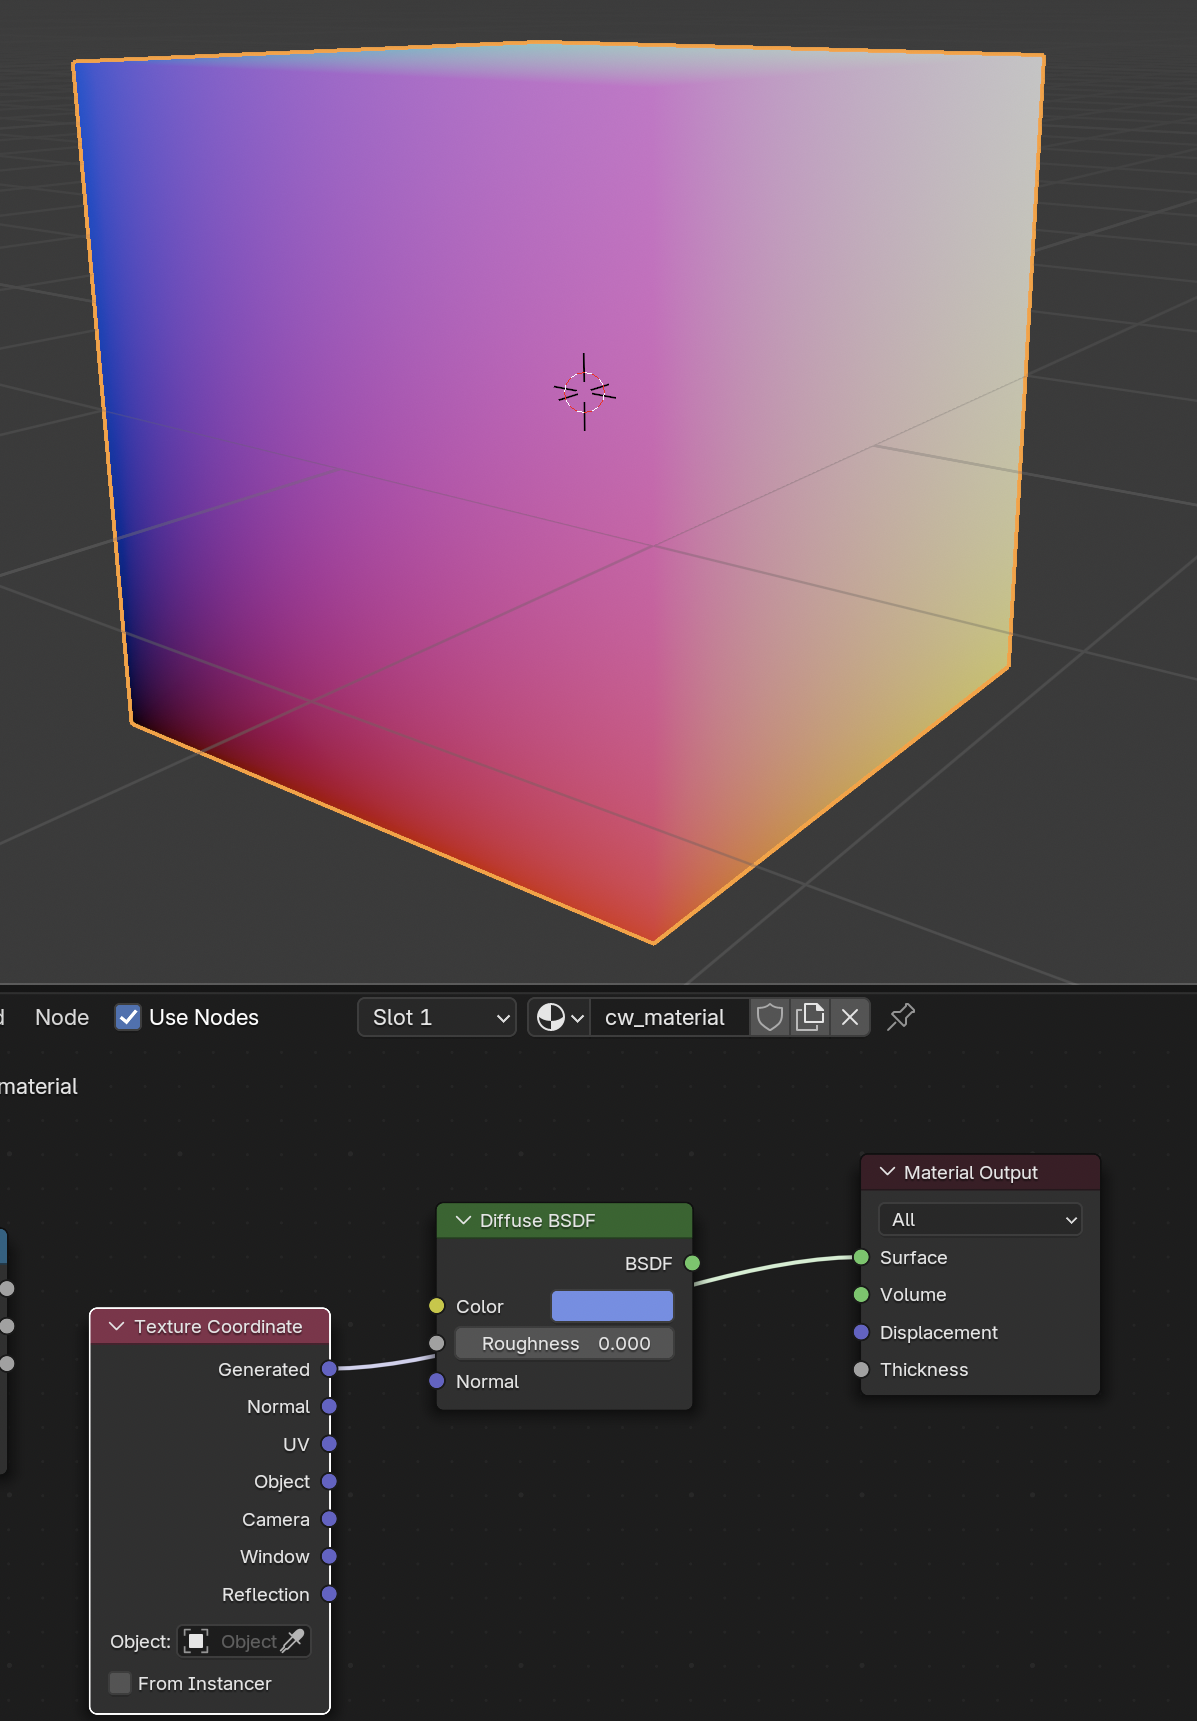 Node Use Nodes Slot 1 cw_material
material
Material Output
All
Surface
Volume
Displacement
Thickness
Diffuse BSDF
BSDF
Color
Roughness 0.000
Normal
Texture Coordinate
Generated
Normal
UV
Object
Camera
Window
Reflection
Object: Object
From Instancer